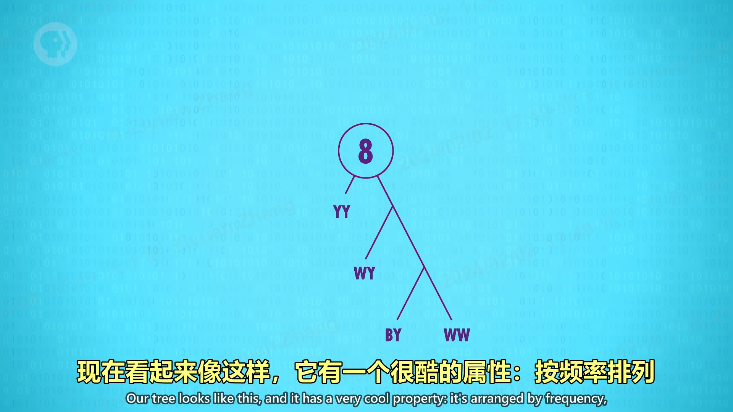 8
YY
WY
BY WW
现在看起来像这样，它有一个很酷的属性：按频率排列
Our tree looks like this, and it has a very cool property: it's arranged by frequency,